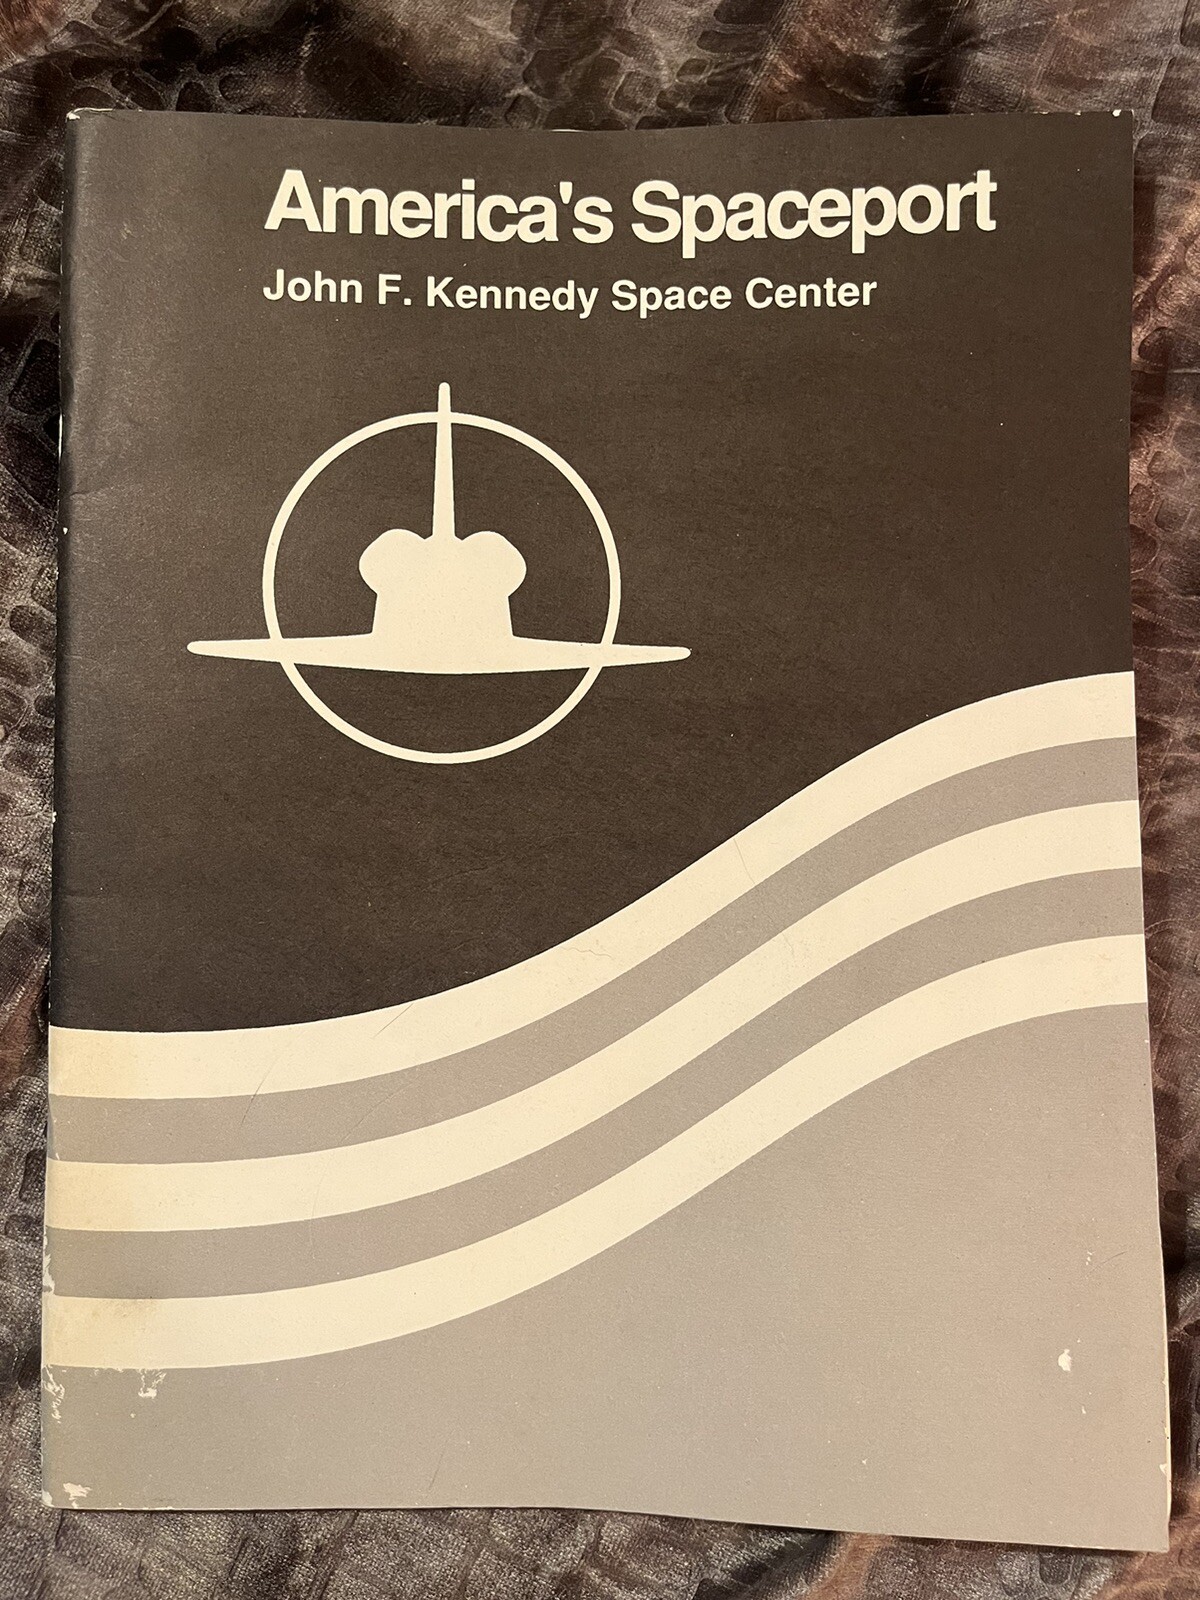 America's Spaceport
John F. Kennedy Space Center